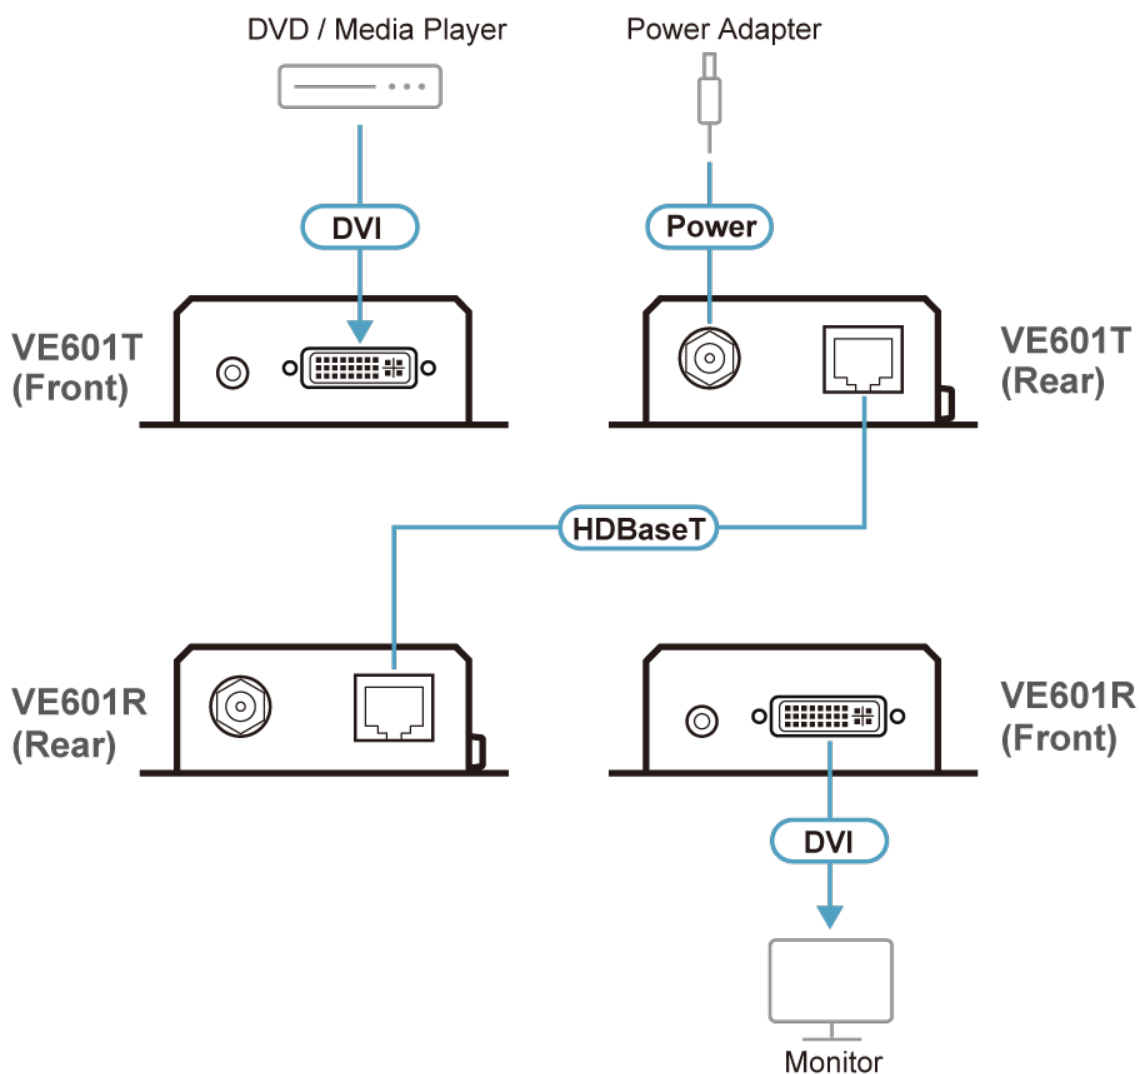 DVD / Media Player
Power Adapter
DVI
Power
VE601T
(Front)
VE601T
(Rear)
HDBaseT
VE601R
(Rear)
VE601R
(Front)
DVI
Monitor